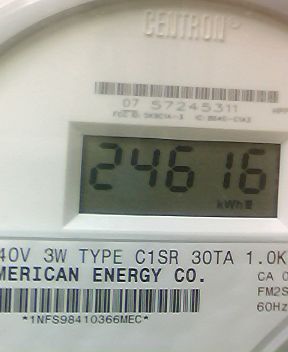 CENTRON
07 57245311
24616
kWh
40V 3W TYPE C1SR 30TA 1.0K
MERICAN ENERGY CO.
CA 0
FM2S
60Hz
*1NFS98410366MEC*